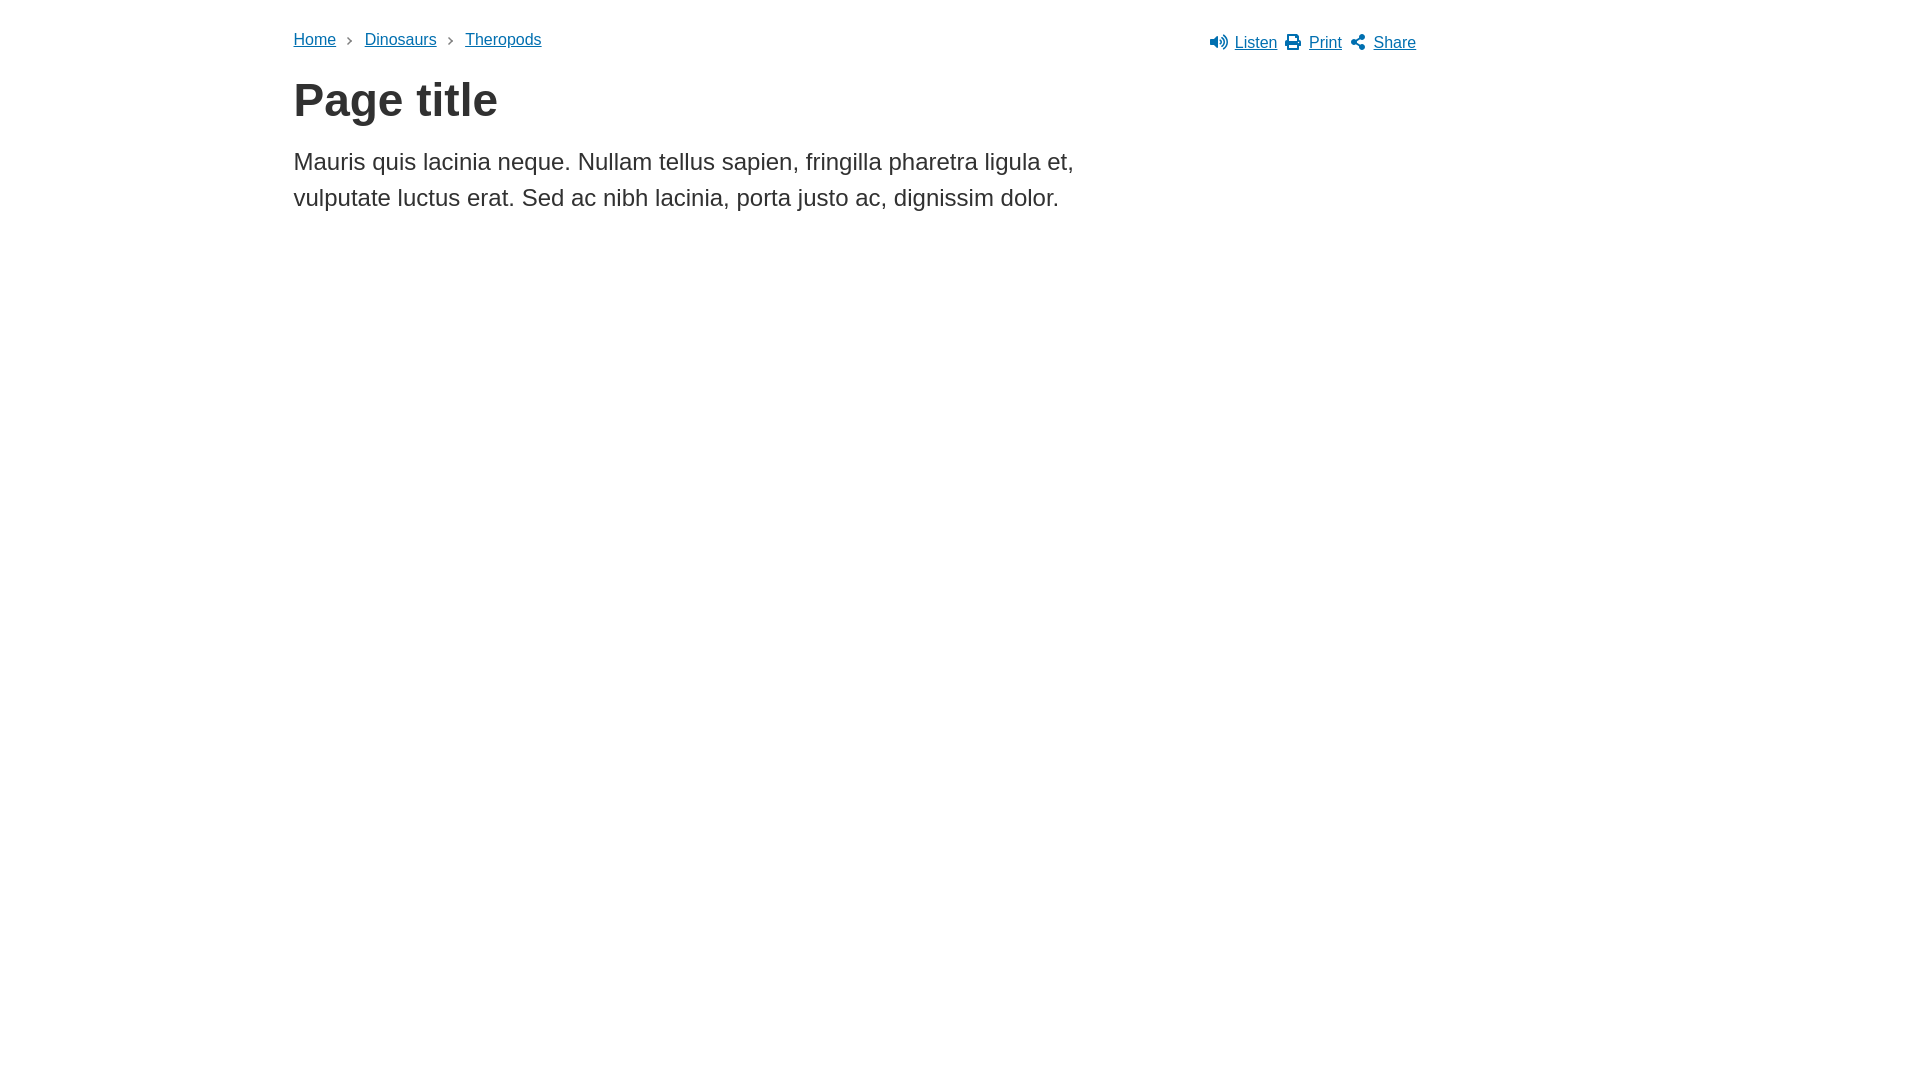 Home
Dinosaurs
Theropods
Listen
Print
Share
Page title
Mauris quis lacinia neque. Nullam tellus sapien, fringilla pharetra ligula et,
vulputate luctus erat. Sed ac nibh lacinia, porta justo ac, dignissim dolor.